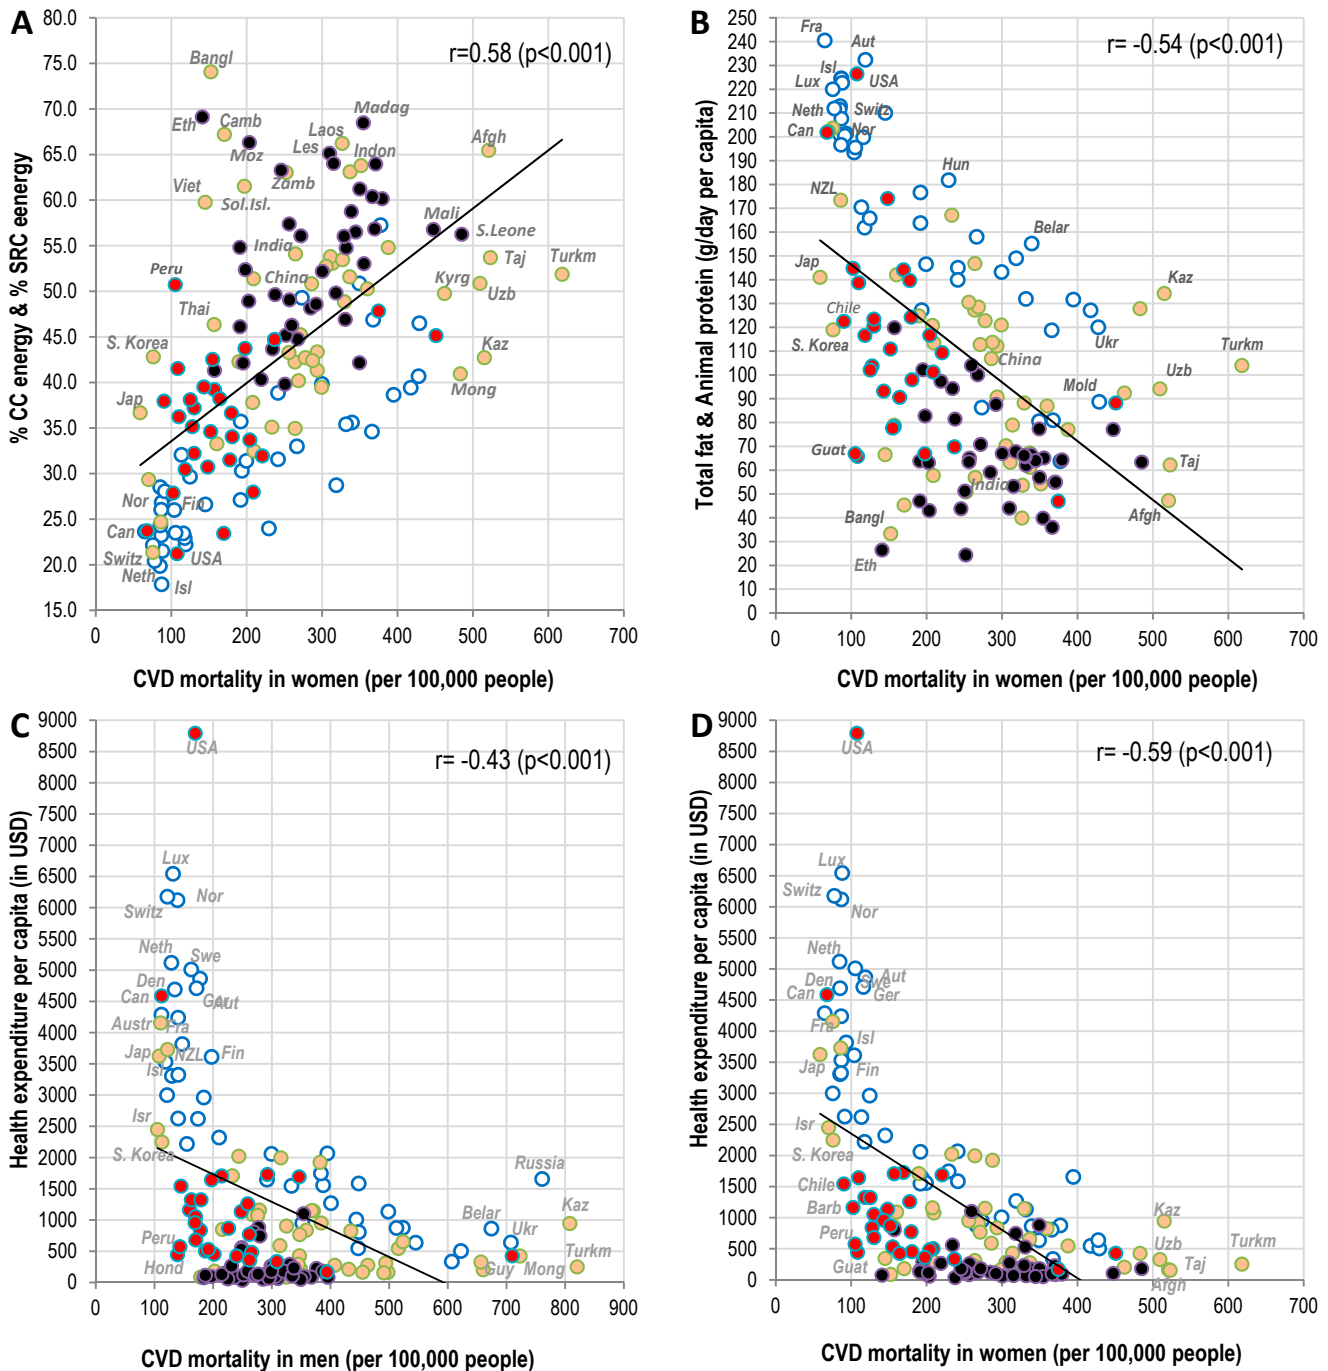 A
r=0.58 (p<0.001)
% CC energy & % SRC eenergy
80.0
75.0
70.0
65.0
60.0
55.0
50.0
45.0
40.0
35.0
30.0
25.0
20.0
15.0
Bangl
Madag
Eth
Camb
Laos
Afgh
Moz
Les
Indon
Viet
Zamb
Sol.Isl.
Mali
S.Leone
India
Taj
Turkm
Peru
China
Kyrg
Uzb
Thai
S. Korea
Kaz
Mong
Jap
Nor
Fin
Can
Switz
USA
Neth
Isl
0 100 200 300 400 500 600 700
CVD mortality in women (per 100,000 people)
B
r= -0.54 (p<0.001)
Total fat & Animal protein (g/day per capita)
250
240
230
220
210
200
190
180
170
160
150
140
130
120
110
100
90
80
70
60
50
40
30
20
10
0
Fra
Aut
Isl
Lux
USA
Neth
Switz
Can
Nor
Hun
NZL
Belar
Jap
Kaz
Chile
S. Korea
Ukr
China
Turkm
Mold
Uzb
Guat
Taj
India
Bangl
Afgh
Eth
0 100 200 300 400 500 600 700
CVD mortality in women (per 100,000 people)
C
r= -0.43 (p<0.001)
Health expenditure per capita (in USD)
9000
8500
8000
7500
7000
6500
6000
5500
5000
4500
4000
3500
3000
2500
2000
1500
1000
500
0
USA
Lux
Nor
Switz
Neth
Swe
Den
Can
Ger
Aut
Austr
Fra
Jap
NZL
Fin
Isl
Isr
S. Korea
Russia
Belar
Kaz
Peru
Ukr
Turkm
Hond
Guy
Mong
0 100 200 300 400 500 600 700 800 900
CVD mortality in men (per 100,000 people)
D
r= -0.59 (p<0.001)
Health expenditure per capita (in USD)
9000
8500
8000
7500
7000
6500
6000
5500
5000
4500
4000
3500
3000
2500
2000
1500
1000
500
0
USA
Lux
Switz
Nor
Neth
Den
Swe
Aut
Can
Ger
Fra
Isl
Jap
Fin
Isr
S. Korea
Chile
Barb
Kaz
Peru
Uzb
Turkm
Guat
Taj
Afgh
0 100 200 300 400 500 600 700
CVD mortality in women (per 100,000 people)